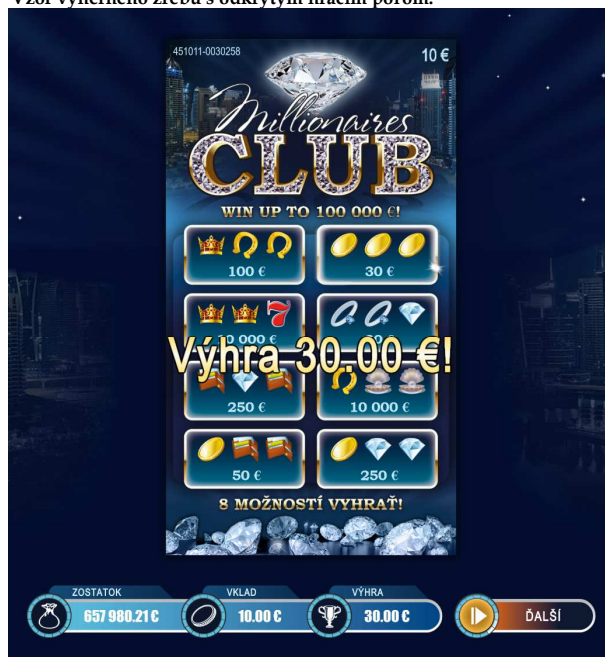 Vzor výherného žrebu s odkrytým hracím poľom:
451011-0030258
10 €
Millionaires
CLUB
WIN UP TO 100 000 €!
100 €
30 €
Výhra 30.00 €!
250 €
10 000 €
50 €
250 €
8 MOŽNOSTÍ VYHRAŤ!
ZOSTATOK
VKLAD
VÝHRA
657 980.21 €
10.00 €
30.00 €
ĎALŠÍ